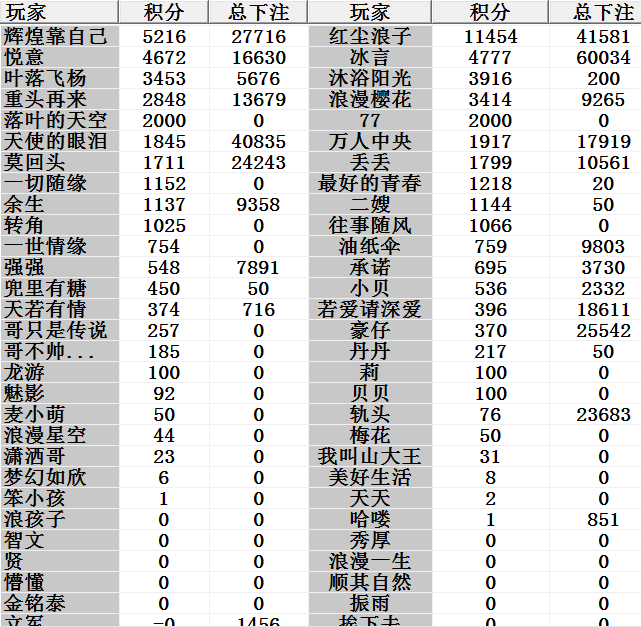 玩家 积分 总下注 玩家 积分 总下注
辉煌靠自己 5216 27716 红尘浪子 11454 41581
悦意 4672 16630 冰言 4777 60034
叶落飞杨 3453 5676 沐浴阳光 3916 200
重头再来 2848 13679 浪漫樱花 3414 9265
落叶的天空 2000 0 77 2000 0
天使的眼泪 1845 40835 万人中央 1917 17919
莫回头 1711 24243 丢丢 1799 10561
一切随缘 1152 0 最好的青春 1218 20
余生 1137 9358 二嫂 1144 50
转角 1025 0 往事随风 1066 0
一世情缘 754 0 油纸伞 759 9803
强强 548 7891 承诺 695 3730
兜里有糖 450 50 小贝 536 2332
天若有情 374 716 若爱请深爱 396 18611
哥只是传说 257 0 豪仔 370 25542
哥不帅... 185 0 丹丹 217 50
龙游 100 0 莉 100 0
魅影 92 0 贝贝 100 0
麦小萌 50 0 轨头 76 23683
浪漫星空 44 0 梅花 50 0
潇洒哥 23 0 我叫山大王 31 0
梦幻如欣 6 0 美好生活 8 0
笨小孩 1 0 天天 2 0
浪孩子 0 0 哈喽 1 851
智文 0 0 秀厚 0 0
贤 0 0 浪漫一生 0 0
懵懂 0 0 顺其自然 0 0
金铭泰 0 0 振雨 0 0
文军 -0 1456 挨下去 0 0